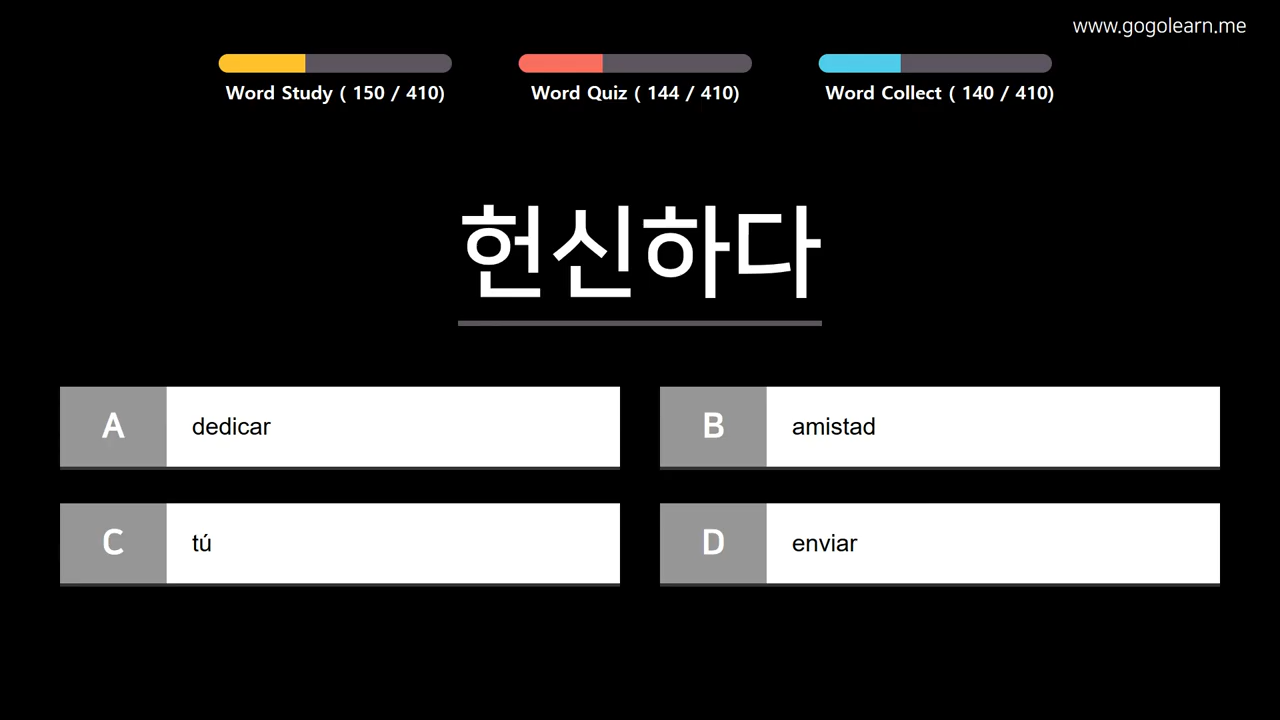 www.gogolearn.me
Word Study ( 150 / 410)
Word Quiz ( 144 / 410)
Word Collect ( 140 / 410)
헌신하다
A dedicar
B amistad
C tú
D enviar